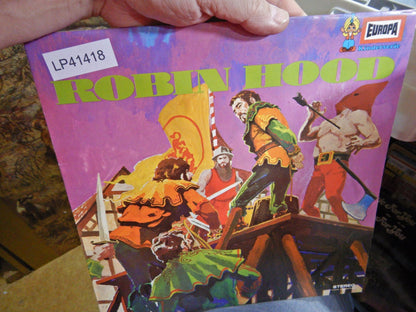 LP41418
EUROPA
ROBIN HOOD
STEREO